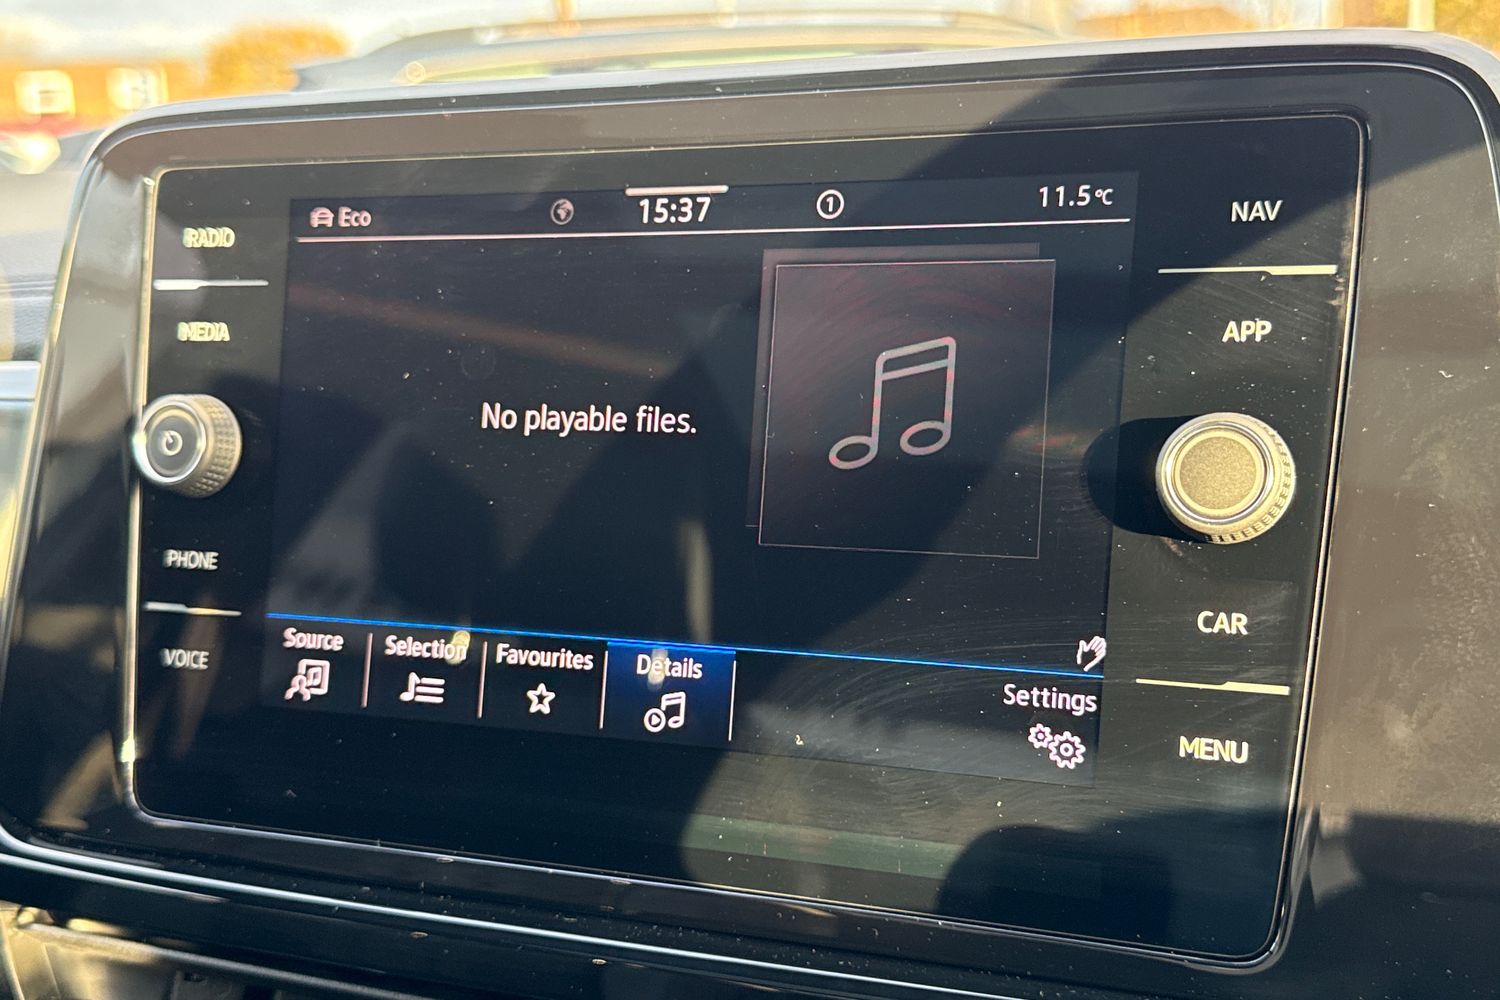 Eco
15:37
1
11.5°C
RADIO
MEDIA
PHONE
VOICE
No playable files.
Source
Selection
Favourites
Details
Settings
NAV
APP
CAR
MENU